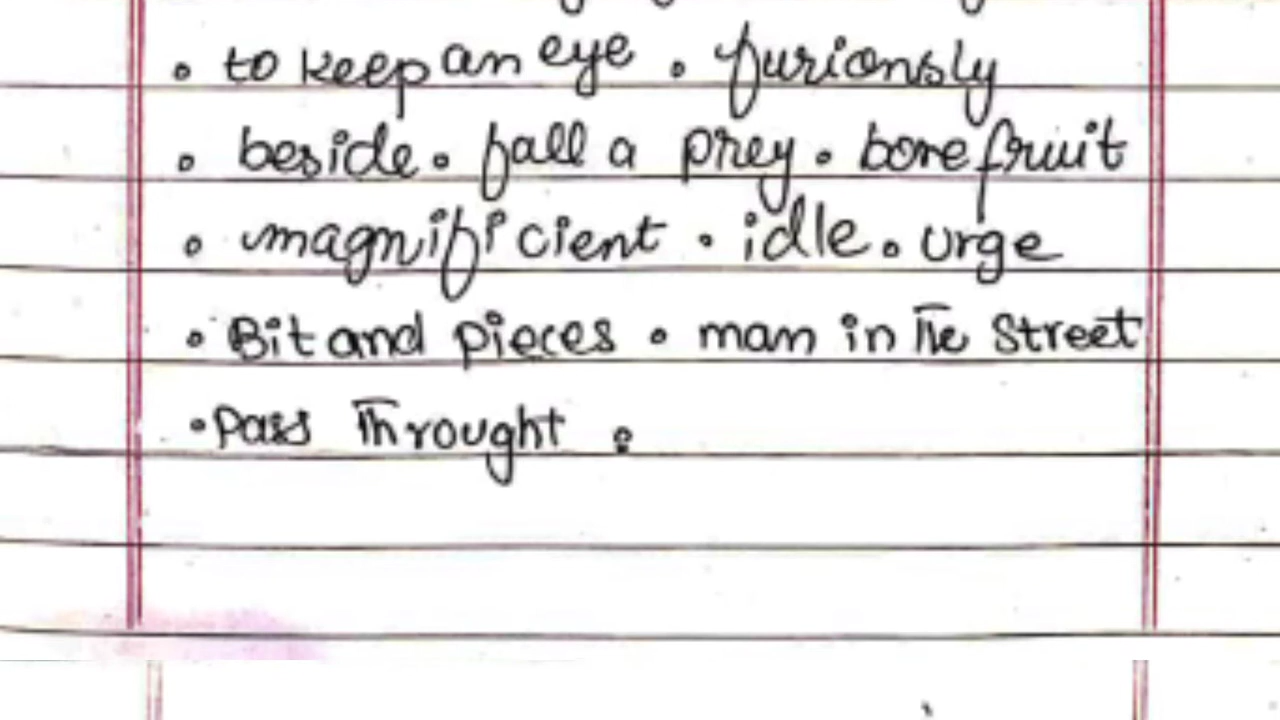 • to keep an eye • furionsly
• beside • fall a prey • bore fruit
• magnificient • idle • urge
• Bit and pieces • man in The Street
• Pass Throught •